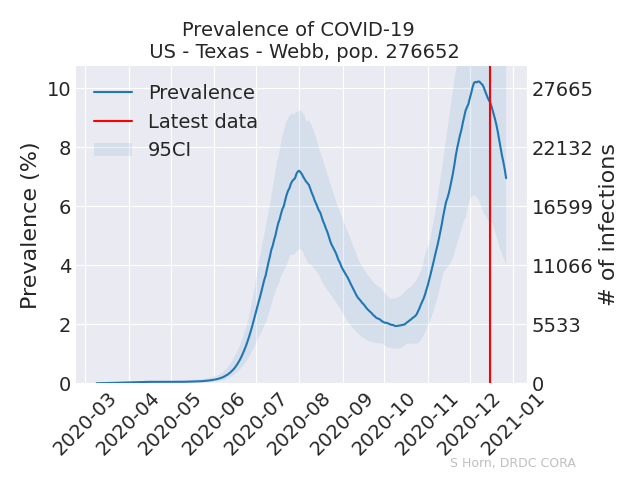 Prevalence of COVID-19
US - Texas - Webb, pop. 276652
Prevalence
Latest data
95CI
Prevalence (%)
10
8
6
4
2
0
27665
22132
16599
11066
5533
0
# of infections
2020-03
2020-04
2020-05
2020-06
2020-07
2020-08
2020-09
2020-10
2020-11
2020-12
2021-01
S Horn, DRDC CORA